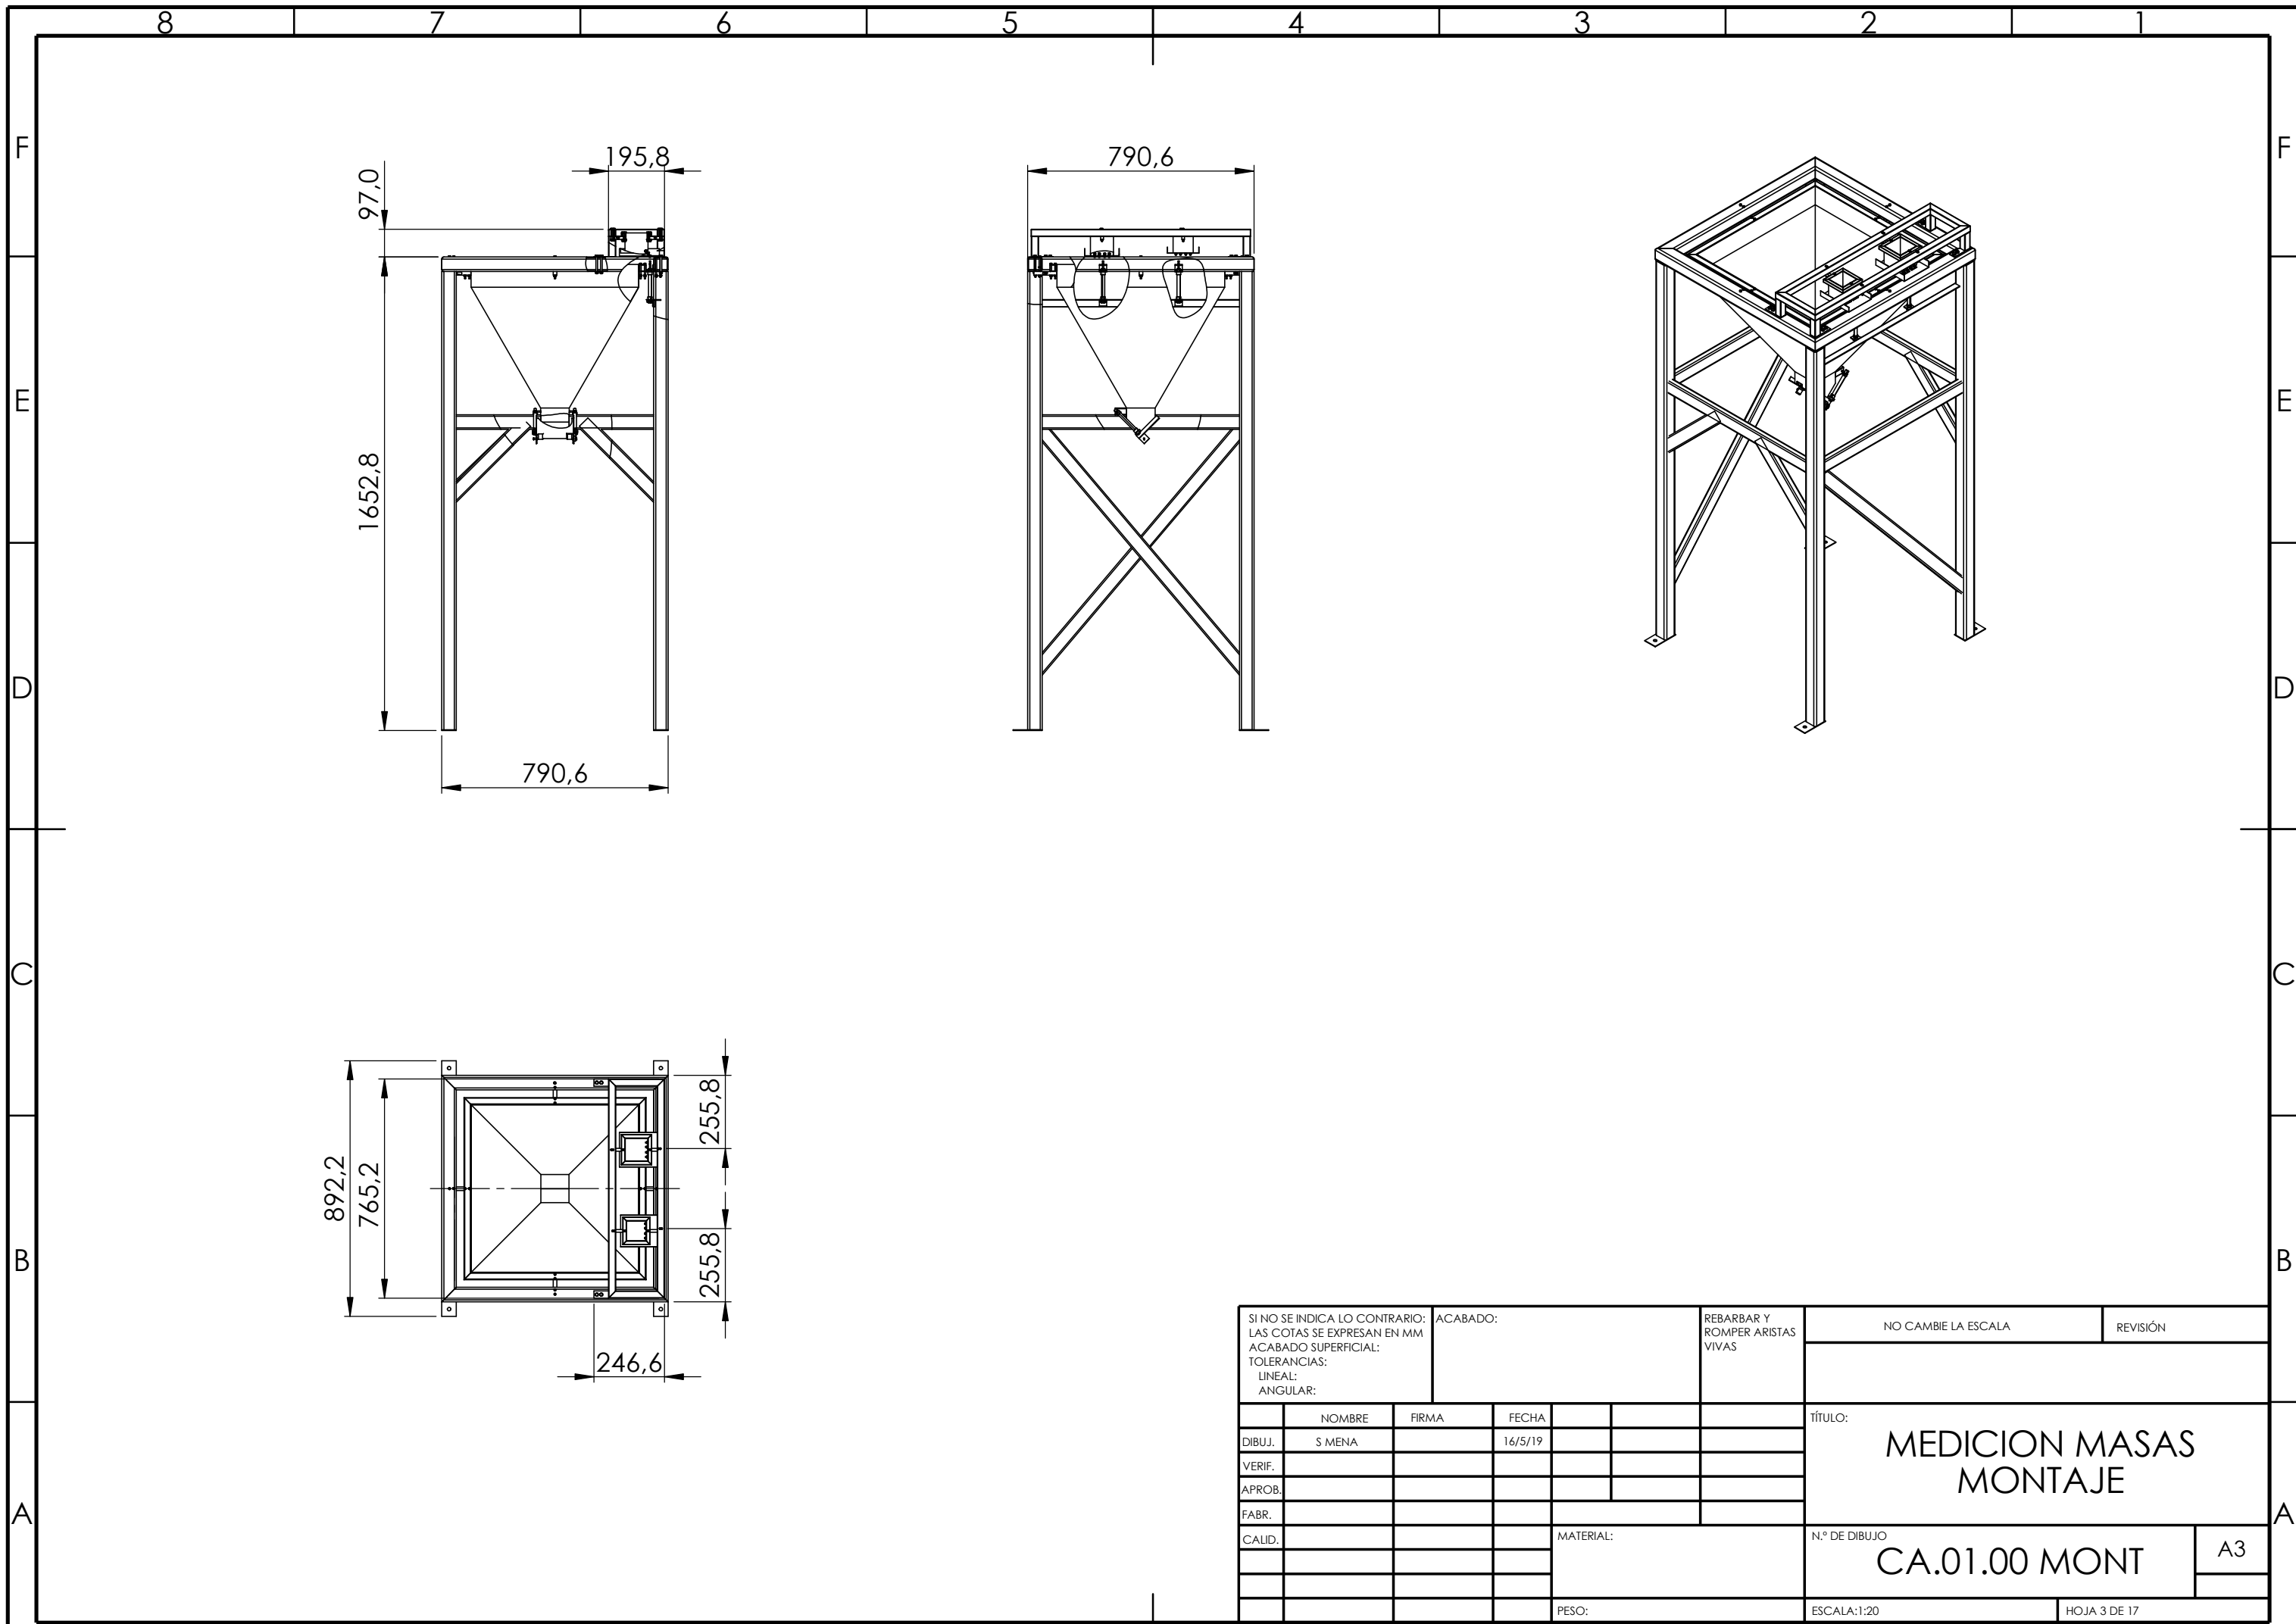 8 7 6 5 4 3 2 1
F F
E E
D D
C C
B B
A A
195,8
97,0
1652,8
790,6
790,6
892,2
765,2
255,8
255,8
246,6
SI NO SE INDICA LO CONTRARIO:
LAS COTAS SE EXPRESAN EN MM
ACABADO SUPERFICIAL:
TOLERANCIAS:
LINEAL:
ANGULAR:
ACABADO:
REBARBAR Y
ROMPER ARISTAS
VIVAS
NO CAMBIE LA ESCALA
REVISIÓN
NOMBRE FIRMA FECHA
DIBUJ. S MENA 16/5/19
VERIF.
APROB.
FABR.
CALID.
TÍTULO:
MEDICION MASAS
MONTAJE
MATERIAL:
N.º DE DIBUJO
CA.01.00 MONT
A3
PESO:
ESCALA:1:20
HOJA 3 DE 17